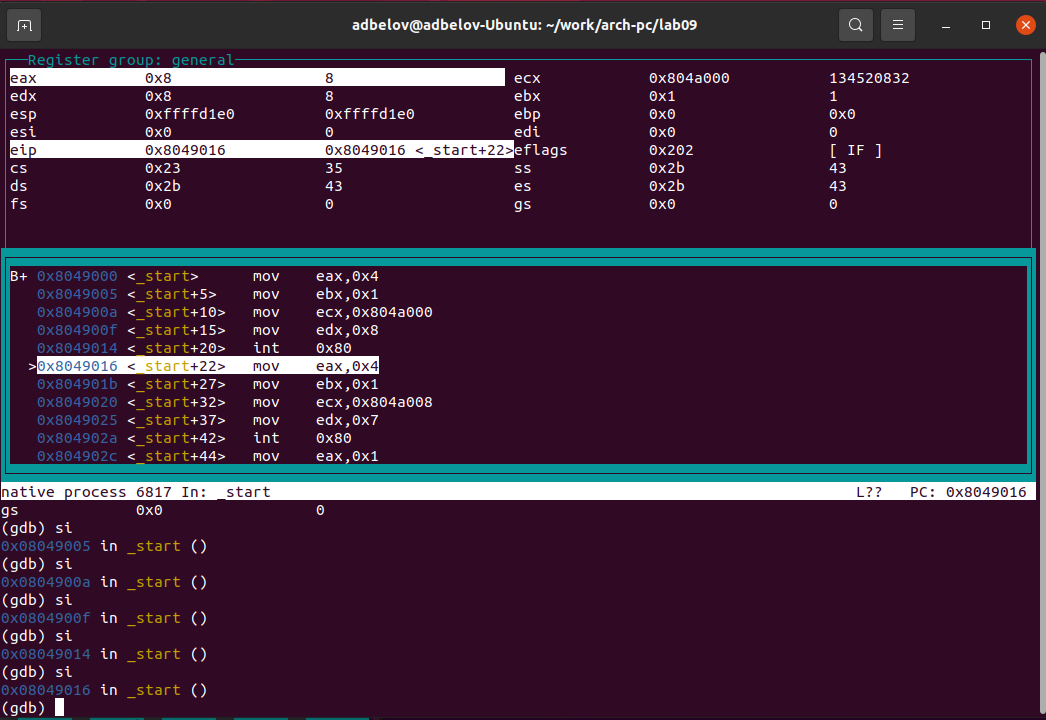 adbelov@adbelov-Ubuntu: ~/work/arch-pc/lab09
Register group: general
eax 0x8 8 ecx 0x804a000 134520832
edx 0x8 8 ebx 0x1 1
esp 0xffffd1e0 0xffffd1e0 ebp 0x0 0x0
esi 0x0 0 edi 0x0 0
eip 0x8049016 0x8049016 <_start+22>eflags 0x202 [ IF ]
cs 0x23 35 ss 0x2b 43
ds 0x2b 43 es 0x2b 43
fs 0x0 0 gs 0x0 0
B+ 0x8049000 <_start> mov eax,0x4
0x8049005 <_start+5> mov ebx,0x1
0x804900a <_start+10> mov ecx,0x804a000
0x804900f <_start+15> mov edx,0x8
0x8049014 <_start+20> int 0x80
>0x8049016 <_start+22> mov eax,0x4
0x804901b <_start+27> mov ebx,0x1
0x8049020 <_start+32> mov ecx,0x804a008
0x8049025 <_start+37> mov edx,0x7
0x804902a <_start+42> int 0x80
0x804902c <_start+44> mov eax,0x1
native process 6817 In: _start L?? PC: 0x8049016
gs 0x0 0
(gdb) si
0x08049005 in _start ()
(gdb) si
0x0804900a in _start ()
(gdb) si
0x0804900f in _start ()
(gdb) si
0x08049014 in _start ()
(gdb) si
0x08049016 in _start ()
(gdb)